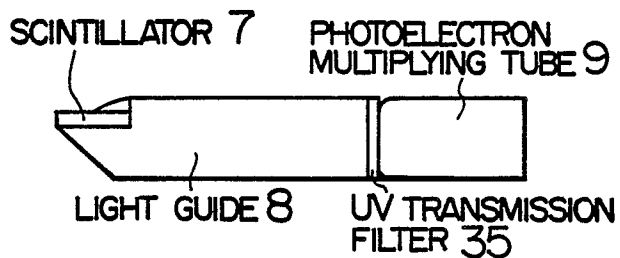 SCINTILLATOR 7
PHOTOELECTRON
MULTIPLYING TUBE 9
LIGHT GUIDE 8
UV TRANSMISSION
FILTER 35